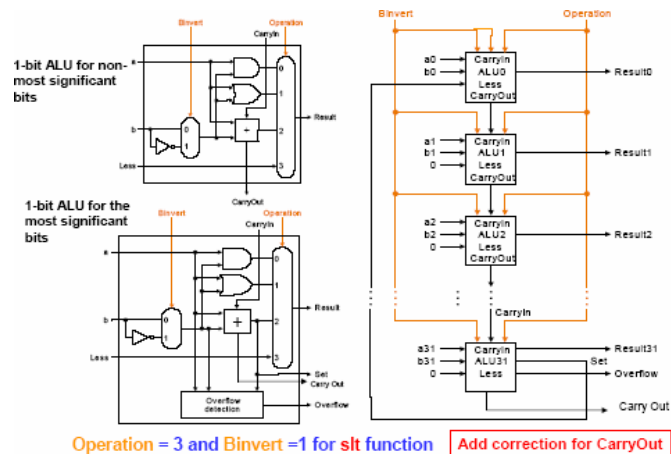 1-bit ALU for non-
most significant
bits
BInvert
Operation
CarryIn
a
b
0
1
0
1
+
2
3
Result
Less
CarryOut
1-bit ALU for the
most significant
bits
BInvert
Operation
CarryIn
a
b
0
1
0
1
+
2
3
Result
Less
Set
Carry Out
Overflow
detection
Overflow
BInvert
Operation
a0
b0
CarryIn
ALU0
Less
CarryOut
Result0
a1
b1
0
CarryIn
ALU1
Less
CarryOut
Result1
a2
b2
0
CarryIn
ALU2
Less
CarryOut
Result2
CarryIn
a31
b31
0
CarryIn
ALU31
Less
Result31
Set
Overflow
Carry Out
Operation = 3 and Binvert =1 for slt function
Add correction for CarryOut